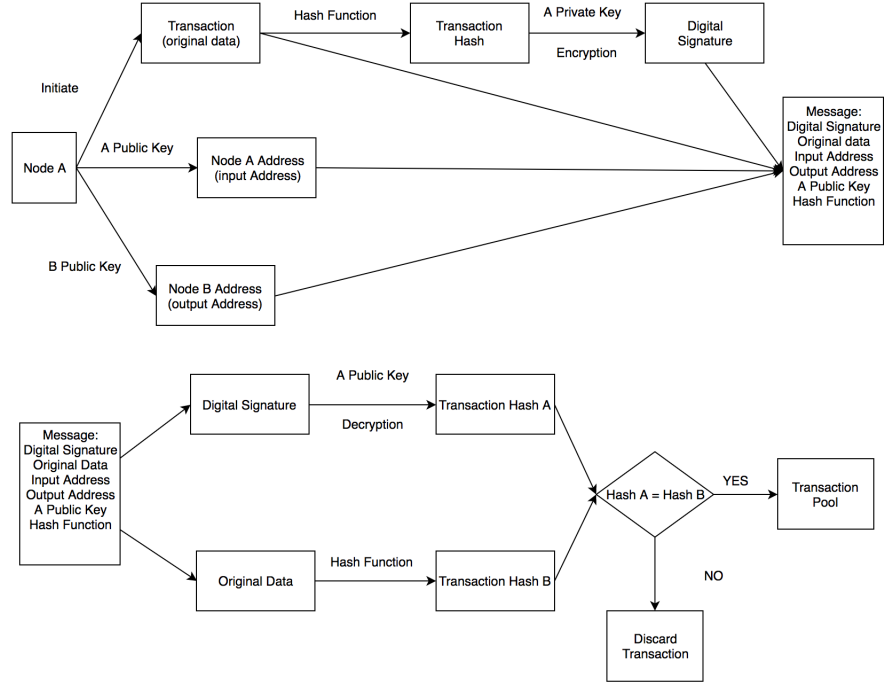 Transaction
(original data)
Hash Function
Transaction
Hash
A Private Key
Encryption
Digital
Signature
Initiate
Node A
A Public Key
Node A Address
(input Address)
B Public Key
Node B Address
(output Address)
Message:
Digital Signature
Original data
Input Address
Output Address
A Public Key
Hash Function
Message:
Digital Signature
Original Data
Input Address
Output Address
A Public Key
Hash Function
Digital Signature
A Public Key
Decryption
Transaction Hash A
Original Data
Hash Function
Transaction Hash B
Hash A = Hash B
YES
Transaction
Pool
NO
Discard
Transaction